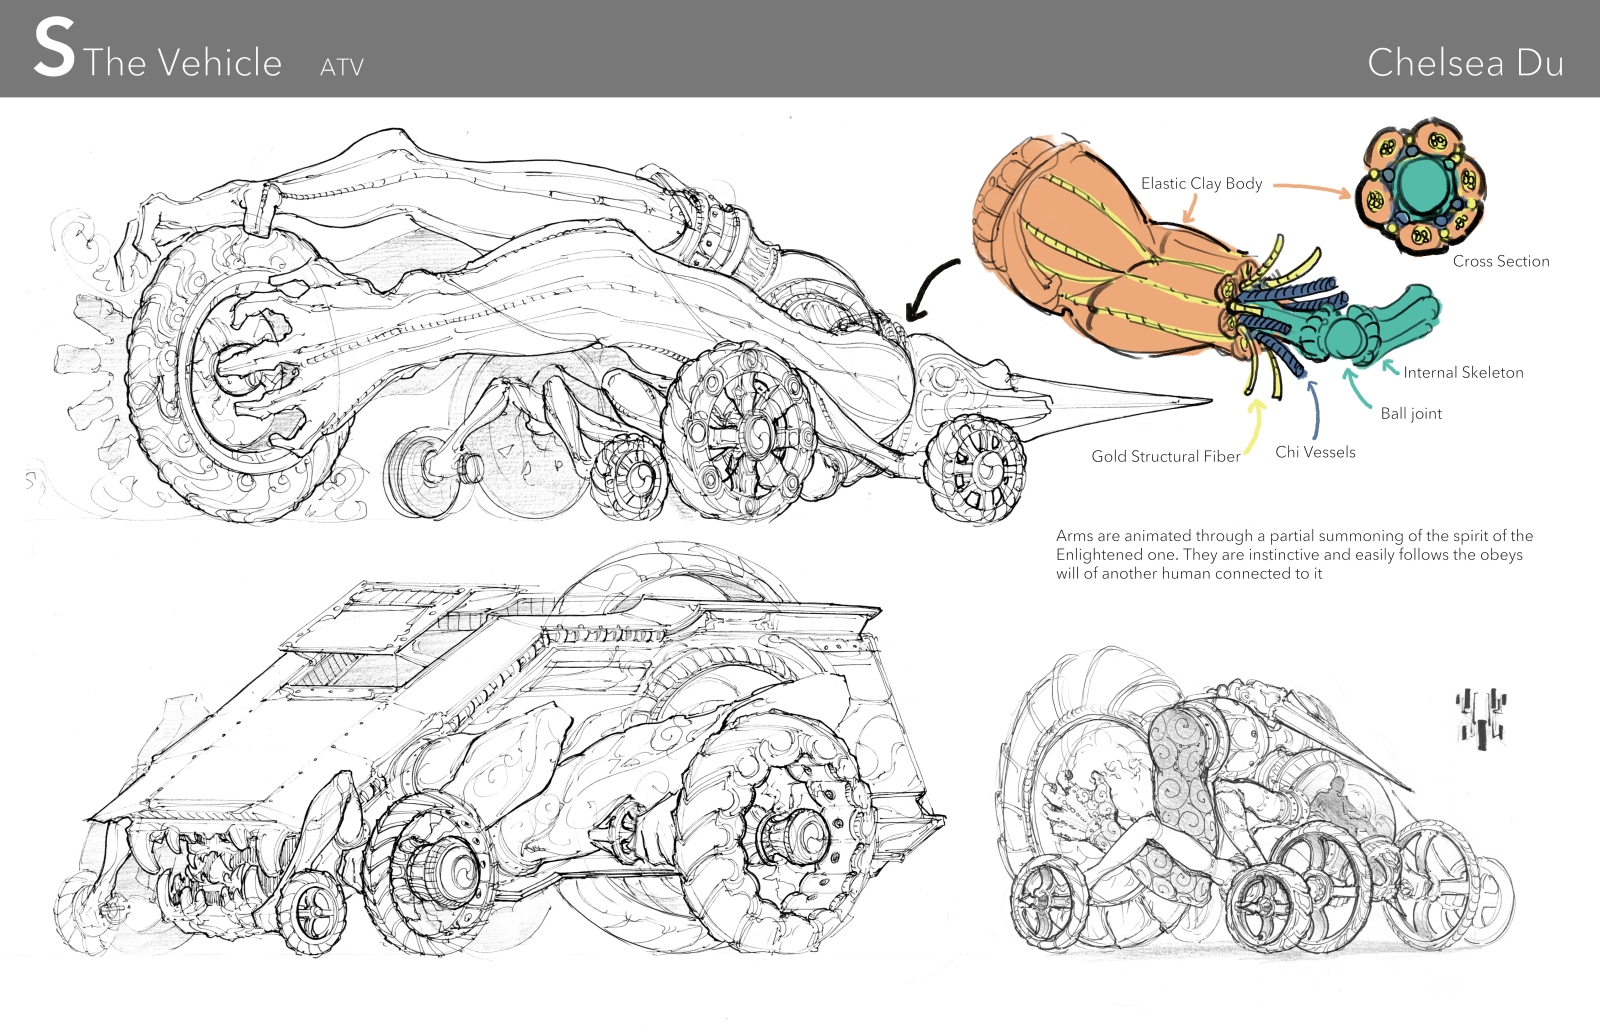 S The Vehicle ATV
Chelsea Du
Elastic Clay Body
Cross Section
Internal Skeleton
Ball joint
Chi Vessels
Gold Structural Fiber
Arms are animated through a partial summoning of the spirit of the
Enlightened one. They are instinctive and easily follows the obeys
will of another human connected to it